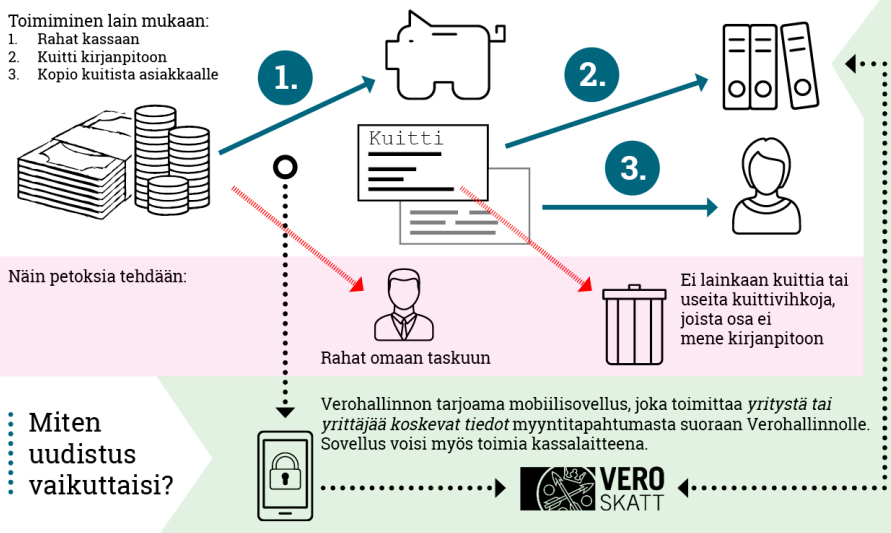 Toimiminen lain mukaan:
1. Rahat kassaan
2. Kuitti kirjanpitoon
3. Kopio kuitista asiakkaalle
1.
2.
Kuitti
3.
Näin petoksia tehdään:
Rahat omaan taskuun
Ei lainkaan kuittia tai
useita kuittivihkoja,
joista osa ei
mene kirjanpitoon
Miten
uudistus
vaikuttaisi?
Verohallinnon tarjoama mobiilisovellus, joka toimittaa yritystä tai
yrittäjää koskevat tiedot myyntitapahtumasta suoraan Verohallinnolle.
Sovellus voisi myös toimia kassalaitteena.
VERO
SKATT